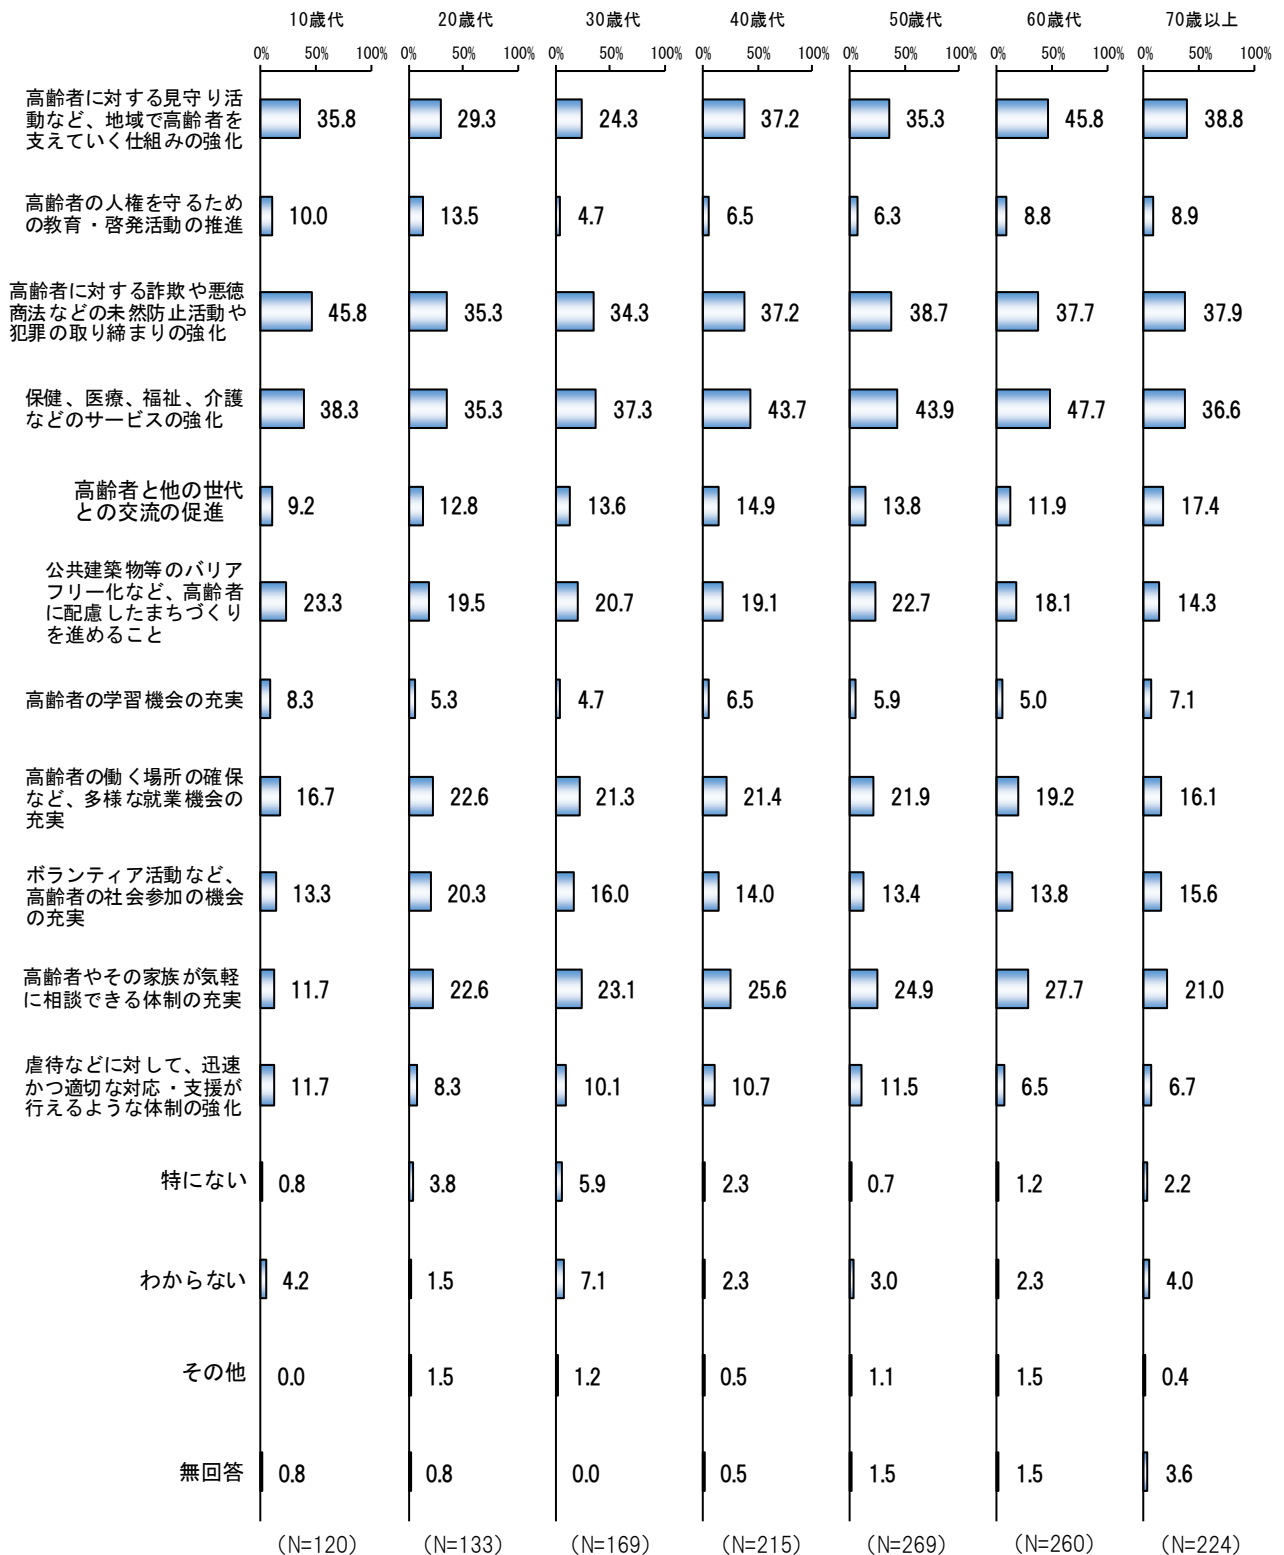 10歳代 20歳代 30歳代 40歳代 50歳代 60歳代 70歳以上
0% 50% 100% 0% 50% 100% 0% 50% 100% 0% 50% 100% 0% 50% 100% 0% 50% 100% 0% 50% 100%
高齢者に対する見守り活
動など、地域で高齢者を
支えていく仕組みの強化
35.8 29.3 24.3 37.2 35.3 45.8 38.8
高齢者の人権を守るため
の教育・啓発活動の推進
10.0 13.5 4.7 6.5 6.3 8.8 8.9
高齢者に対する詐欺や悪徳
商法などの未然防止活動や
犯罪の取り締まりの強化
45.8 35.3 34.3 37.2 38.7 37.7 37.9
保健、医療、福祉、介護
などのサービスの強化
38.3 35.3 37.3 43.7 43.9 47.7 36.6
高齢者と他の世代
との交流の促進
9.2 12.8 13.6 14.9 13.8 11.9 17.4
公共建築物等のバリア
フリー化など、高齢者
に配慮したまちづくり
を進めること
23.3 19.5 20.7 19.1 22.7 18.1 14.3
高齢者の学習機会の充実
8.3 5.3 4.7 6.5 5.9 5.0 7.1
高齢者の働く場所の確保
など、多様な就業機会の
充実
16.7 22.6 21.3 21.4 21.9 19.2 16.1
ボランティア活動など、
高齢者の社会参加の機会
の充実
13.3 20.3 16.0 14.0 13.4 13.8 15.6
高齢者やその家族が気軽
に相談できる体制の充実
11.7 22.6 23.1 25.6 24.9 27.7 21.0
虐待などに対して、迅速
かつ適切な対応・支援が
行えるような体制の強化
11.7 8.3 10.1 10.7 11.5 6.5 6.7
特にない
0.8 3.8 5.9 2.3 0.7 1.2 2.2
わからない
4.2 1.5 7.1 2.3 3.0 2.3 4.0
その他
0.0 1.5 1.2 0.5 1.1 1.5 0.4
無回答
0.8 0.8 0.0 0.5 1.5 1.5 3.6
(N=120) (N=133) (N=169) (N=215) (N=269) (N=260) (N=224)